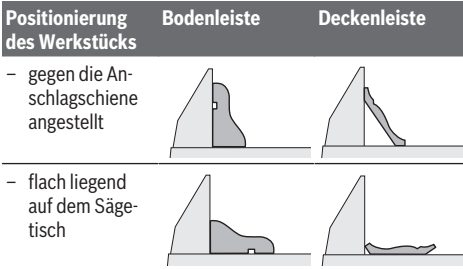 Positionierung des Werkstücks Bodenleiste Deckenleiste
– gegen die An-
schlagschiene
angestellt
– flach liegend
auf dem Säge-
tisch